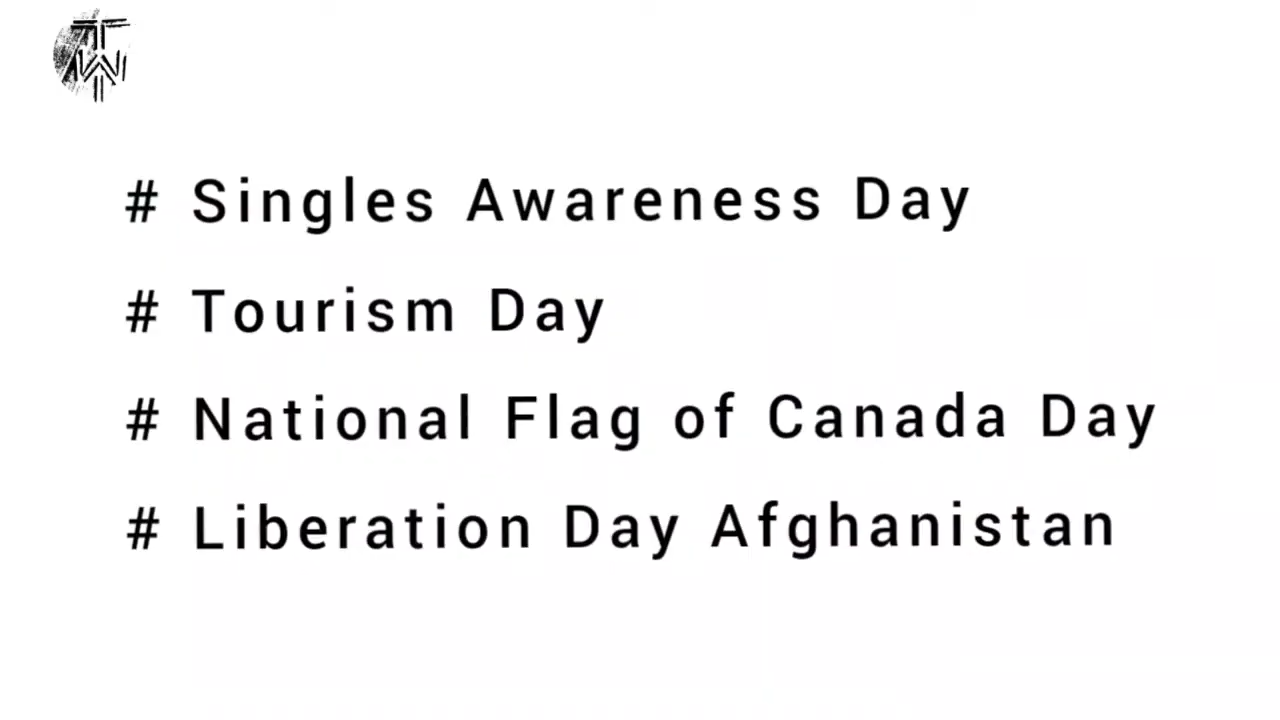 # Singles Awareness Day
# Tourism Day
# National Flag of Canada Day
# Liberation Day Afghanistan